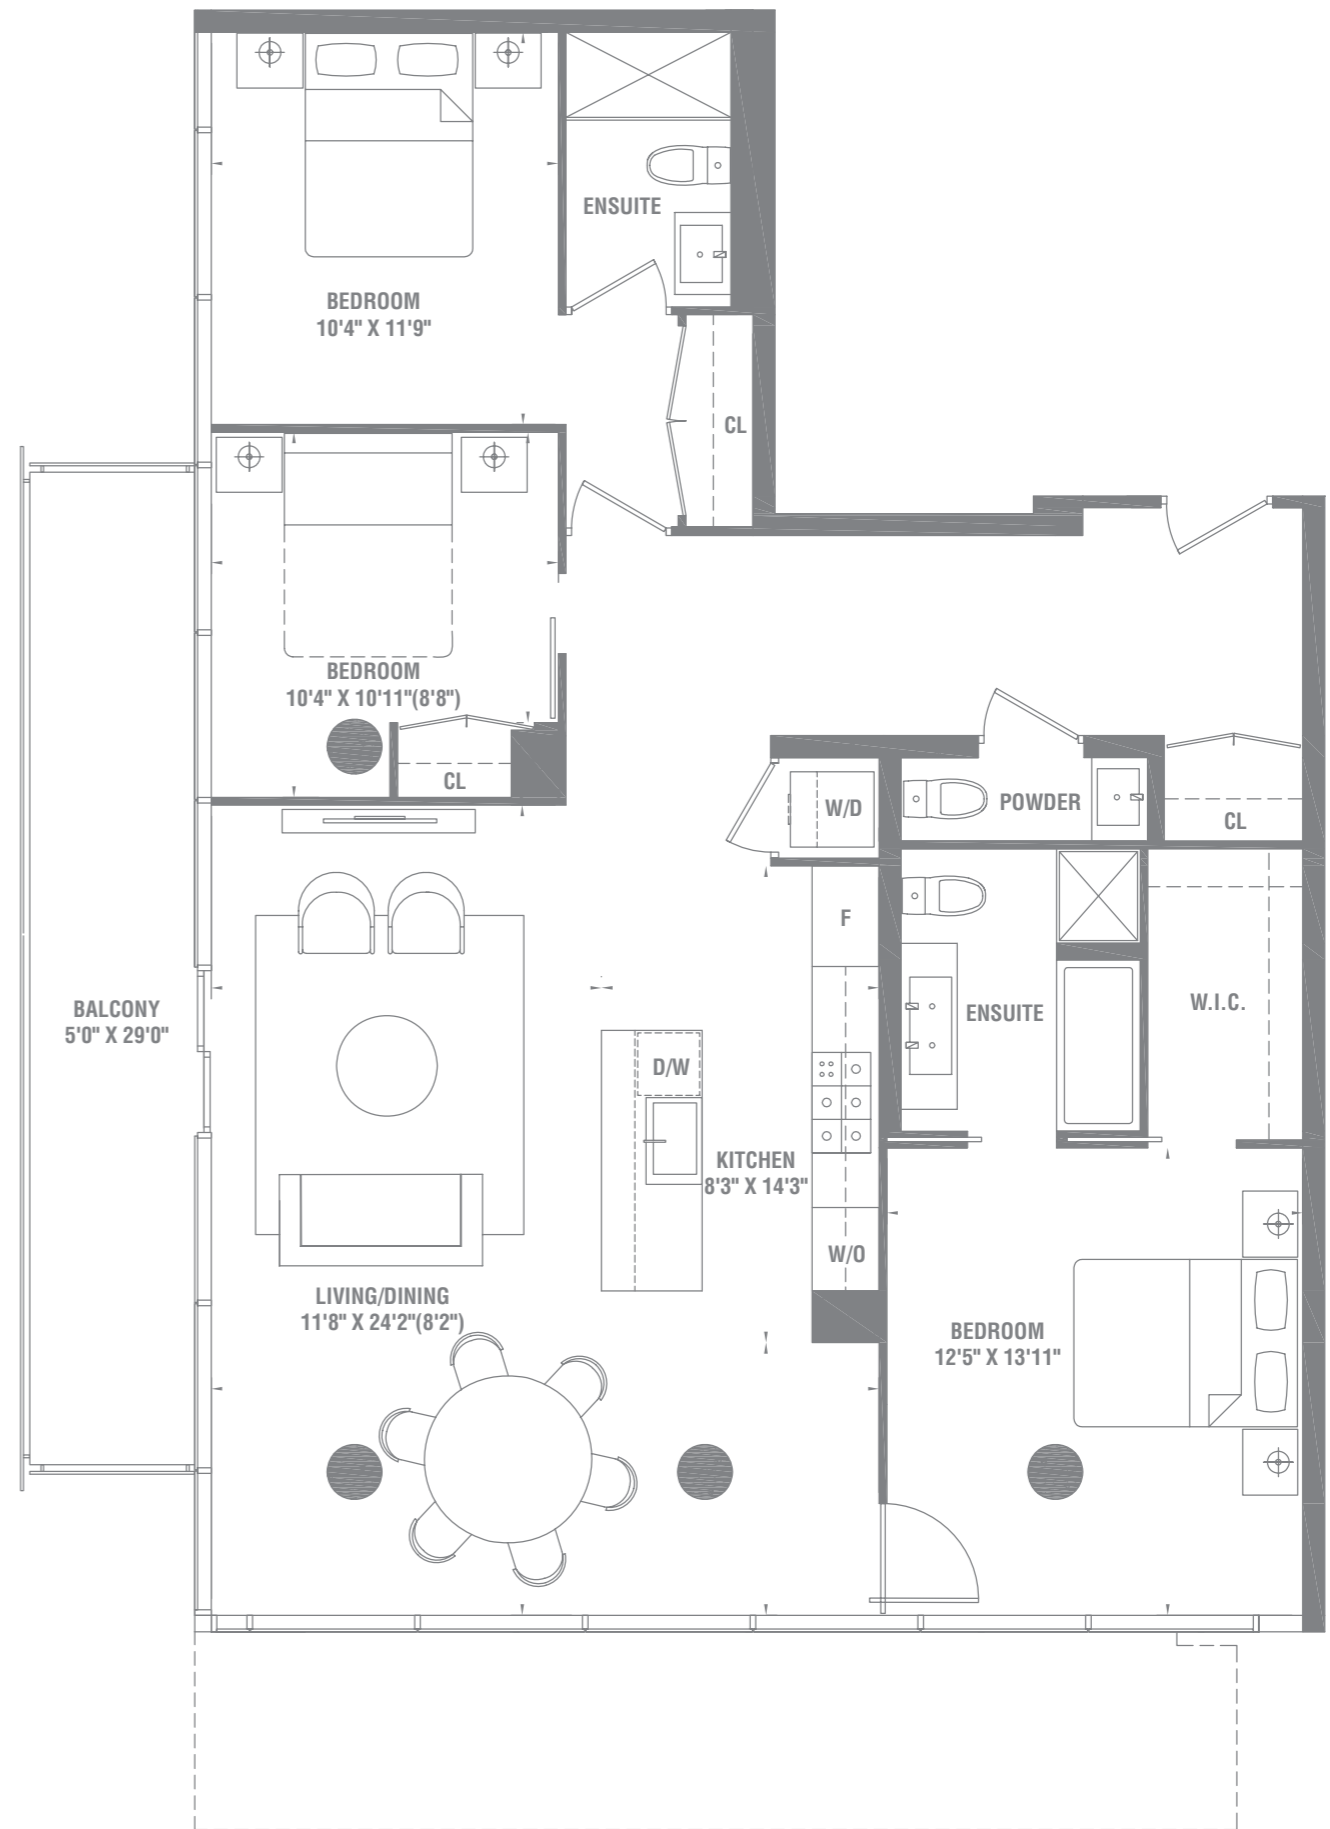 ENSUITE
BEDROOM
10'4" X 11'9"
CL
BEDROOM
10'4" X 10'11"(8'8")
CL
W/D
POWDER
CL
F
BALCONY
5'0" X 29'0"
ENSUITE
W.I.C.
D/W
KITCHEN
8'3" X 14'3"
W/O
LIVING/DINING
11'8" X 24'2"(8'2")
BEDROOM
12'5" X 13'11"